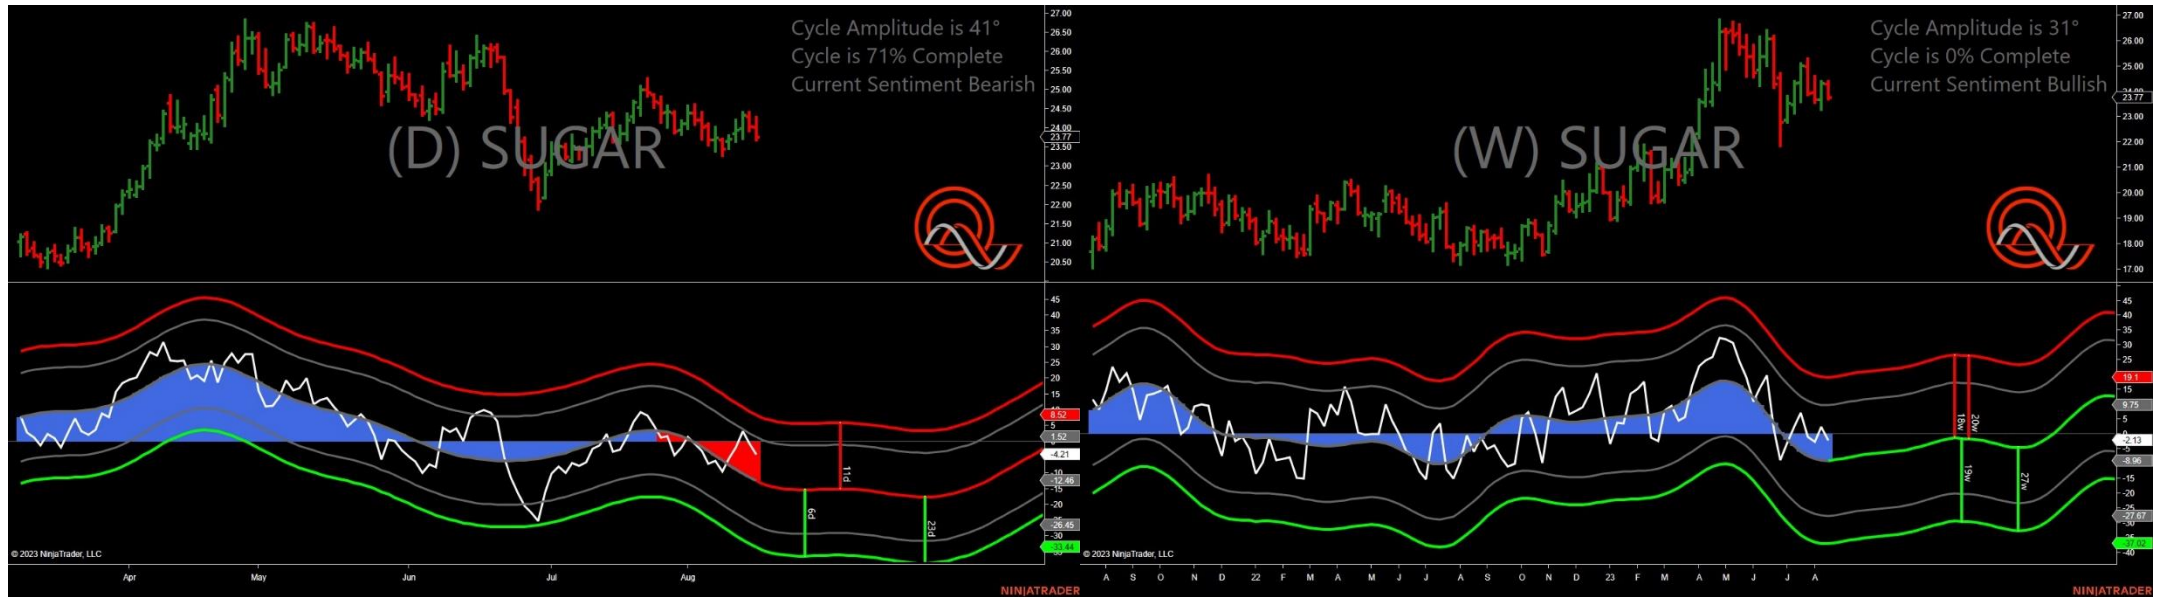 Cycle Amplitude is 41°
Cycle is 71% Complete
Current Sentiment Bearish
(D) SUGAR
27.00
26.50
26.00
25.50
25.00
24.50
24.00
23.77
23.50
23.00
22.50
22.00
21.50
21.00
20.50
45
40
35
30
25
20
15
8.52
5
1.52
-4.21
-10
-12.46
-15
-20
-26.45
-30
-33.44
11d
6d
23d
© 2023 NinjaTrader, LLC
Apr
May
Jun
Jul
Aug
NINJATRADER
Cycle Amplitude is 31°
Cycle is 0% Complete
Current Sentiment Bullish
(W) SUGAR
27.00
26.00
25.00
23.77
23.00
22.00
21.00
20.00
19.00
18.00
17.00
45
40
35
30
25
19.1
15
9.75
5
0
-2.13
-5
-8.96
-15
-20
-27.67
-30
-37.02
-40
18w
20w
19w
27w
© 2023 NinjaTrader, LLC
A S O N D 22 F M A M J J A S O N D 23 F M A M J J A
NINJATRADER